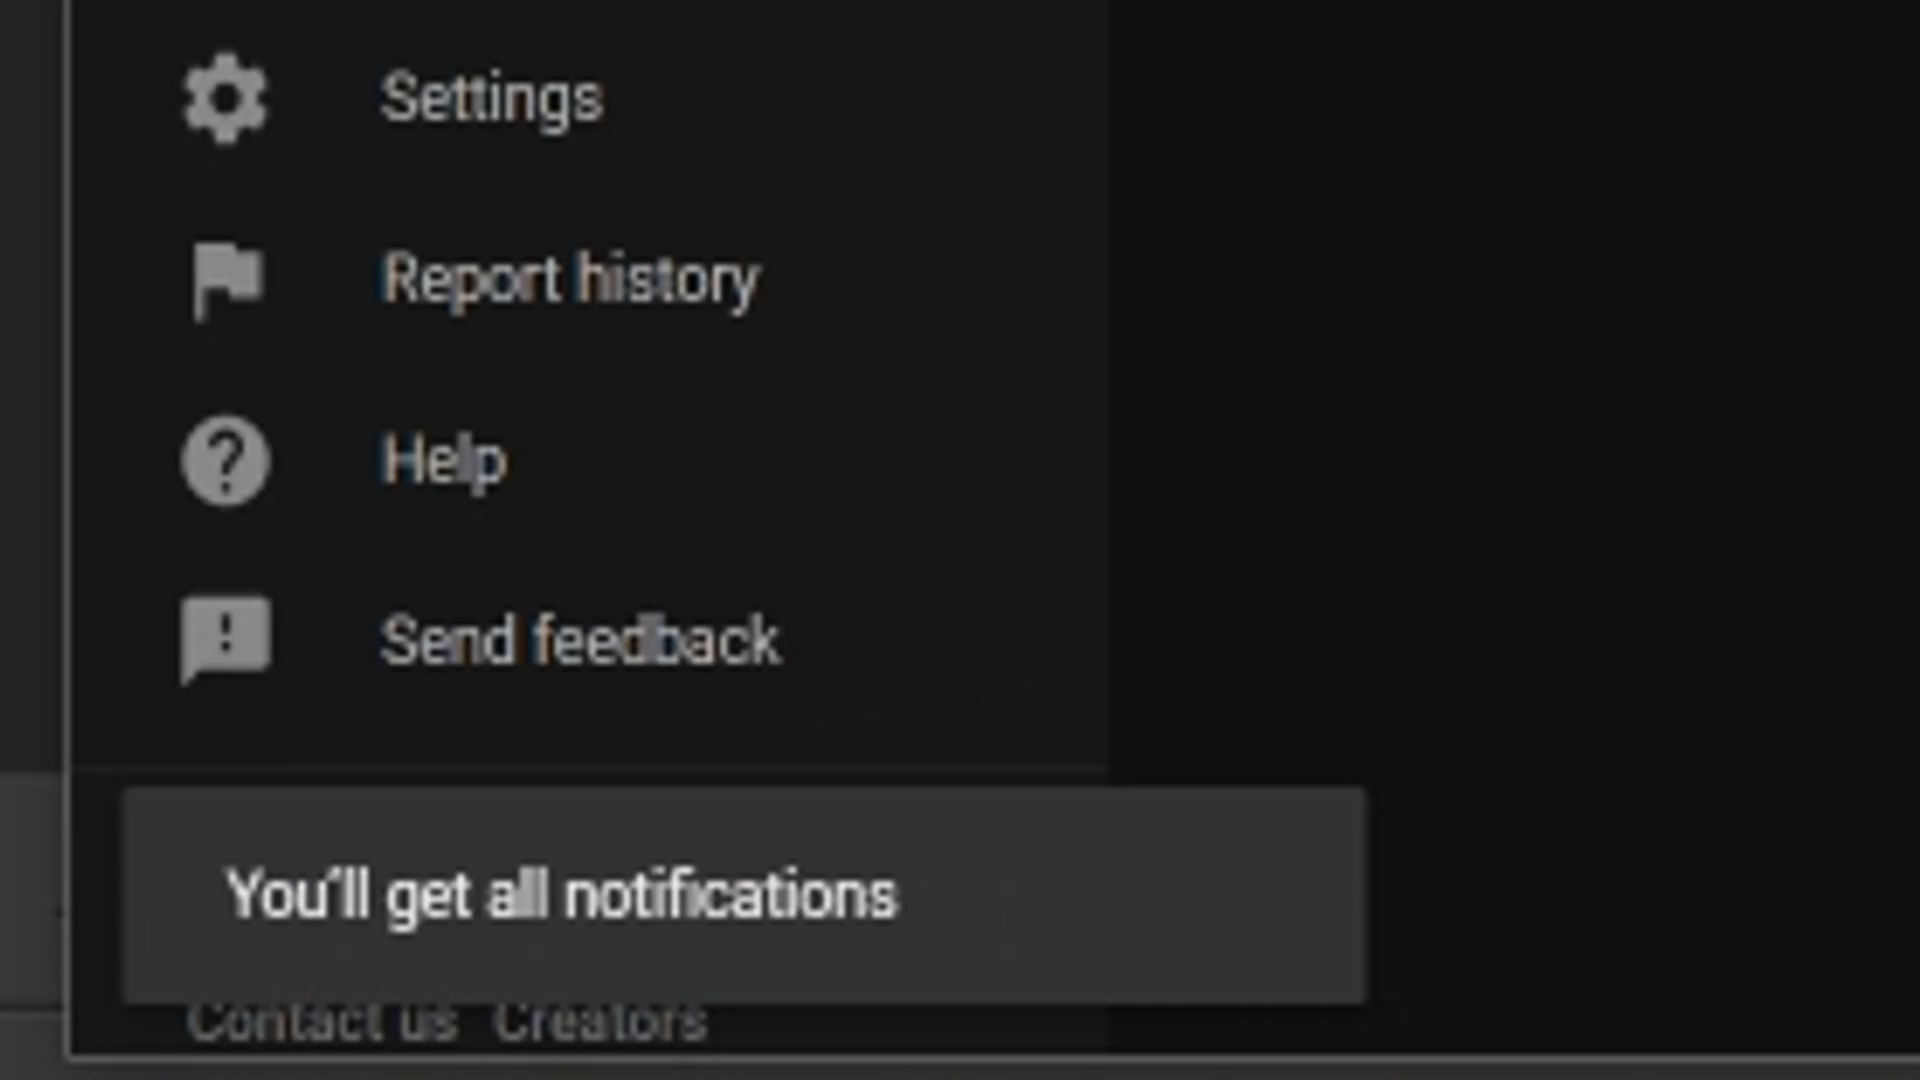 Settings
Report history
Help
Send feedback
You'll get all notifications
Contact us Creators